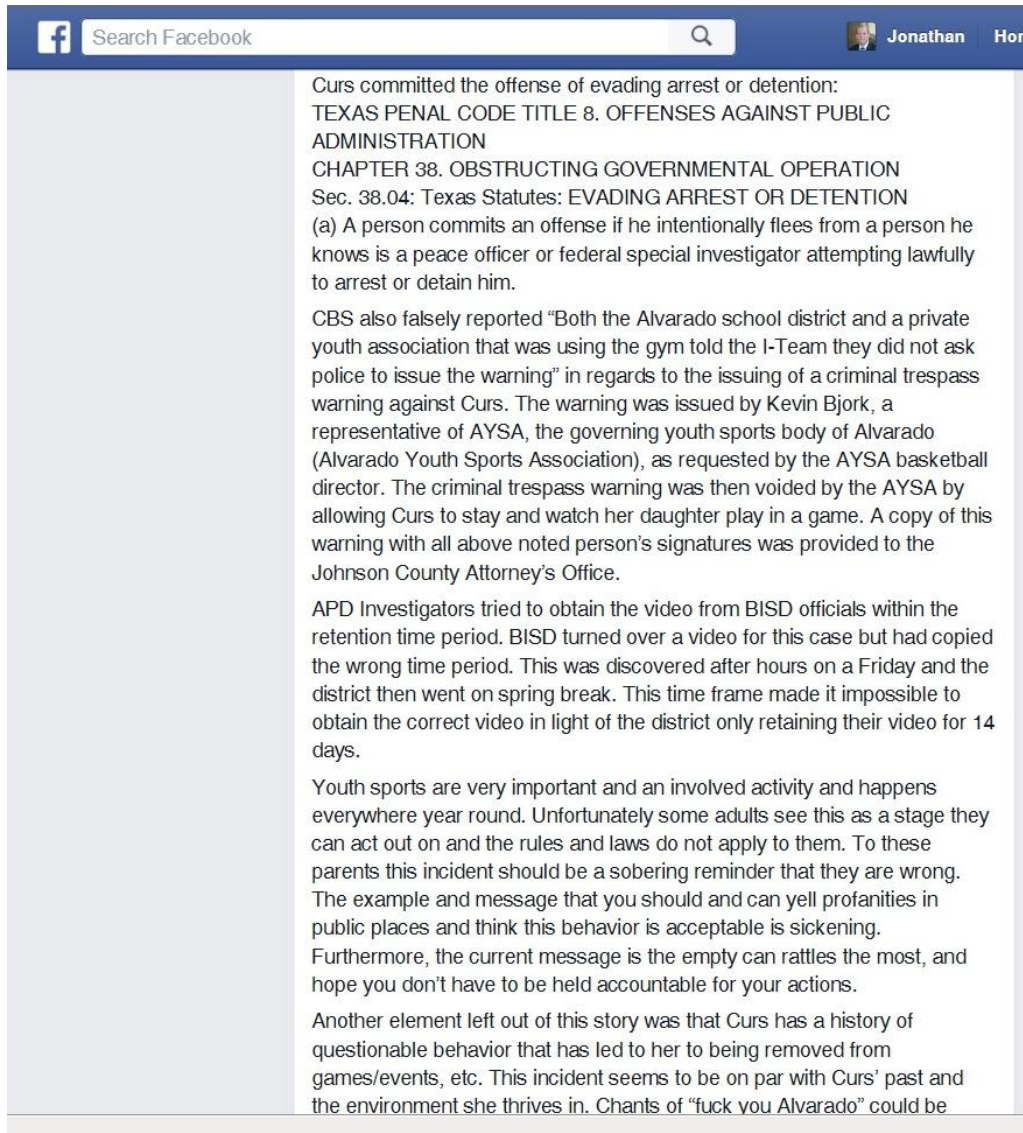 f
Search Facebook
Jonathan
Hor
Curs committed the offense of evading arrest or detention:
TEXAS PENAL CODE TITLE 8. OFFENSES AGAINST PUBLIC
ADMINISTRATION
CHAPTER 38. OBSTRUCTING GOVERNMENTAL OPERATION
Sec. 38.04: Texas Statutes: EVADING ARREST OR DETENTION
(a) A person commits an offense if he intentionally flees from a person he
knows is a peace officer or federal special investigator attempting lawfully
to arrest or detain him.
CBS also falsely reported “Both the Alvarado school district and a private
youth association that was using the gym told the I-Team they did not ask
police to issue the warning” in regards to the issuing of a criminal trespass
warning against Curs. The warning was issued by Kevin Bjork, a
representative of AYSA, the governing youth sports body of Alvarado
(Alvarado Youth Sports Association), as requested by the AYSA basketball
director. The criminal trespass warning was then voided by the AYSA by
allowing Curs to stay and watch her daughter play in a game. A copy of this
warning with all above noted person’s signatures was provided to the
Johnson County Attorney’s Office.
APD Investigators tried to obtain the video from BISD officials within the
retention time period. BISD turned over a video for this case but had copied
the wrong time period. This was discovered after hours on a Friday and the
district then went on spring break. This time frame made it impossible to
obtain the correct video in light of the district only retaining their video for 14
days.
Youth sports are very important and an involved activity and happens
everywhere year round. Unfortunately some adults see this as a stage they
can act out on and the rules and laws do not apply to them. To these
parents this incident should be a sobering reminder that they are wrong.
The example and message that you should and can yell profanities in
public places and think this behavior is acceptable is sickening.
Furthermore, the current message is the empty can rattles the most, and
hope you don’t have to be held accountable for your actions.
Another element left out of this story was that Curs has a history of
questionable behavior that has led to her to being removed from
games/events, etc. This incident seems to be on par with Curs’ past and
the environment she thrives in. Chants of “fuck you Alvarado” could be